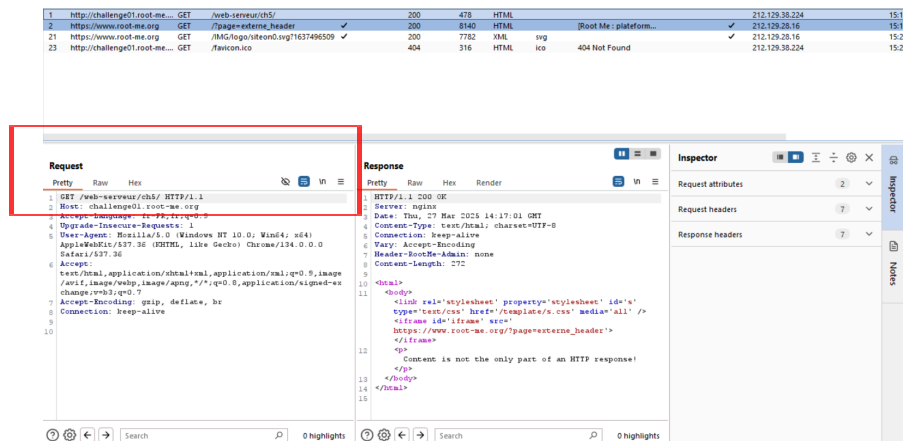 1 http://challenge01.root-me.... GET /web-serveur/ch5/ 200 478 HTML 212.129.38.224 15:1
2 https://www.root-me.org GET /?page=externe_header ✓ 200 8140 HTML [Root Me : plateform... ✓ 212.129.28.16 15:1
21 https://www.root-me.org GET /IMG/logo/siteon0.svg?1637496509 ✓ 200 7782 XML svg ✓ 212.129.28.16 15:2
23 http://challenge01.root-me.... GET /favicon.ico 404 316 HTML ico 404 Not Found 212.129.38.224 15:2
Request
Pretty Raw Hex \n
1 GET /web-serveur/ch5/ HTTP/1.1
2 Host: challenge01.root-me.org
3 Accept-Language: fr-FR,fr;q=0.9
4 Upgrade-Insecure-Requests: 1
5 User-Agent: Mozilla/5.0 (Windows NT 10.0; Win64; x64)
AppleWebKit/537.36 (KHTML, like Gecko) Chrome/134.0.0.0
Safari/537.36
6 Accept:
text/html,application/xhtml+xml,application/xml;q=0.9,image
/avif,image/webp,image/apng,*/*;q=0.8,application/signed-ex
change;v=b3;q=0.7
7 Accept-Encoding: gzip, deflate, br
8 Connection: keep-alive
9
10
Search 0 highlights
Response
Pretty Raw Hex Render \n
1 HTTP/1.1 200 OK
2 Server: nginx
3 Date: Thu, 27 Mar 2025 14:17:01 GMT
4 Content-Type: text/html; charset=UTF-8
5 Connection: keep-alive
6 Vary: Accept-Encoding
7 Header-RootMe-Admin: none
8 Content-Length: 272
9
10 <html>
11 <body>
<link rel='stylesheet' property='stylesheet' id='s'
type='text/css' href='/template/s.css' media='all' />
<iframe id='iframe' src='
https://www.root-me.org/?page=externe_header'>
</iframe>
12 <p>
Content is not the only part of an HTTP response!
</p>
13 </body>
14 </html>
15
Search 0 highlights
Inspector
Request attributes 2
Request headers 7
Response headers 7
Inspector
Notes